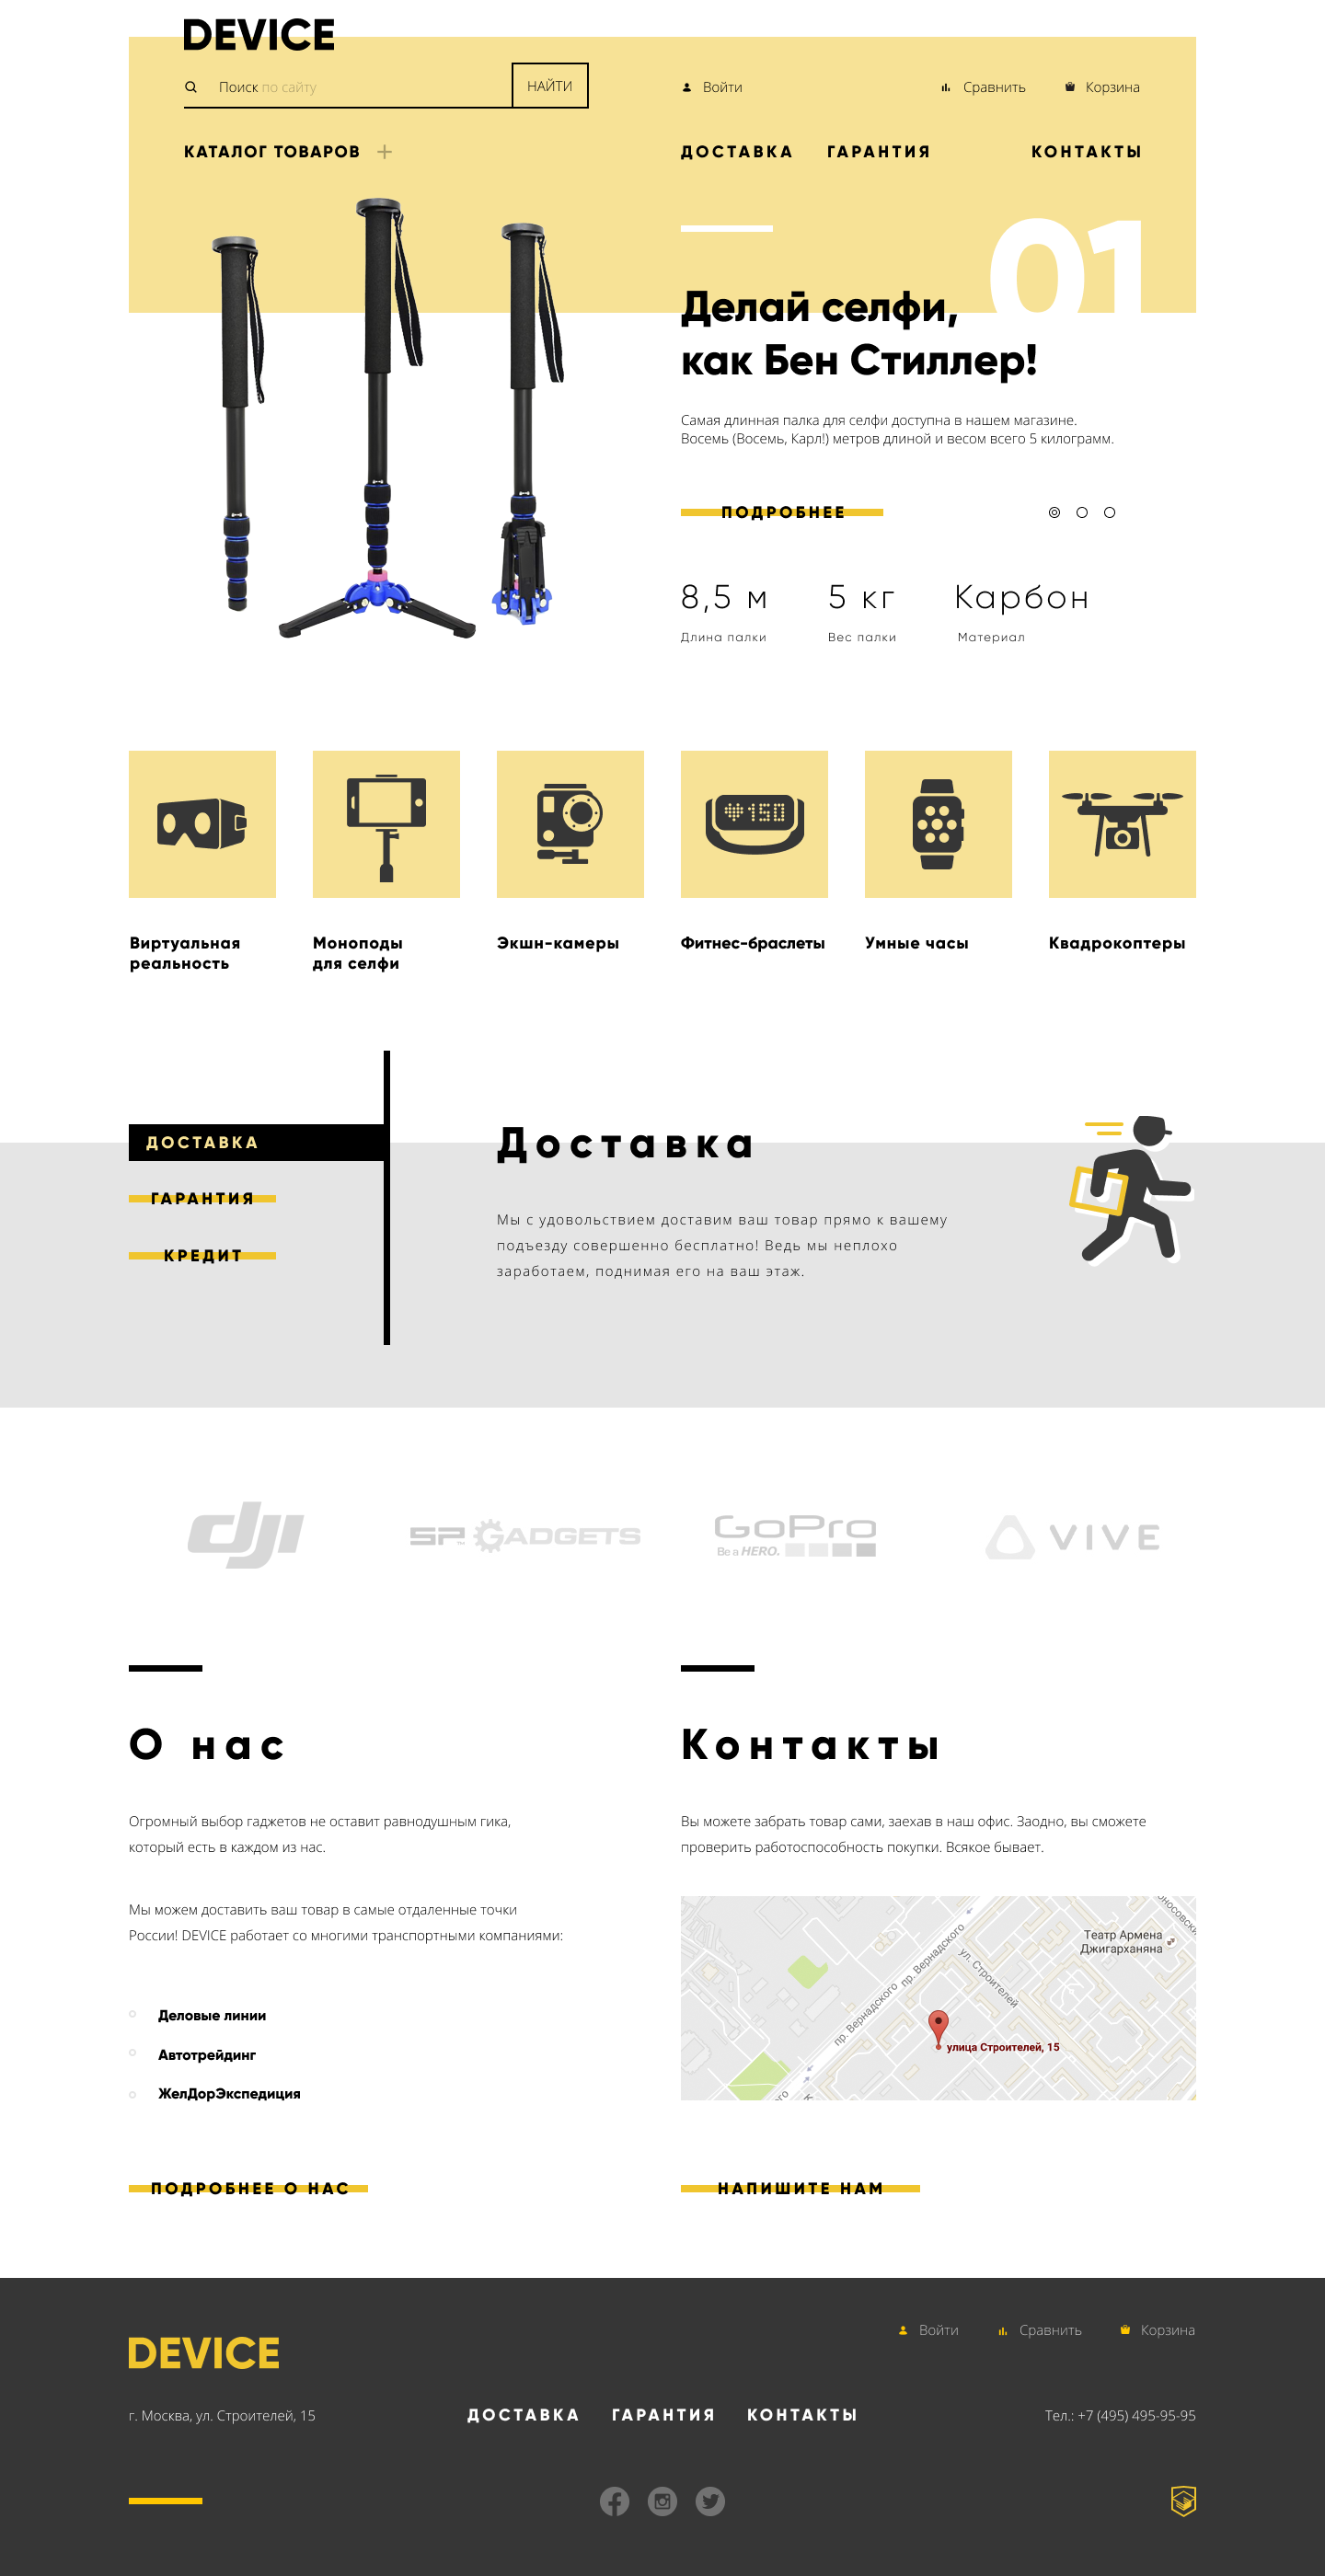 DEVICE
Поиск по сайту
НАЙТИ
Войти
Сравнить
Корзина
КАТАЛОГ ТОВАРОВ
ДОСТАВКА
ГАРАНТИЯ
КОНТАКТЫ
01
Делай селфи,
как Бен Стиллер!
Самая длинная палка для селфи доступна в нашем магазине.
Восемь (Восемь, Карл!) метров длиной и весом всего 5 килограмм.
ПОДРОБНЕЕ
8,5 м
5 кг
Карбон
Длина палки
Вес палки
Материал
150
Виртуальная
реальность
Моноподы
для селфи
Экшн-камеры
Фитнес-браслеты
Умные часы
Квадрокоптеры
ДОСТАВКА
ГАРАНТИЯ
КРЕДИТ
Доставка
Мы с удовольствием доставим ваш товар прямо к вашему
подъезду совершенно бесплатно! Ведь мы неплохо
заработаем, поднимая его на ваш этаж.
dji
SP GADGETS
GoPro
Be a HERO.
VIVE
О нас
Огромный выбор гаджетов не оставит равнодушным гика,
который есть в каждом из нас.
Мы можем доставить ваш товар в самые отдаленные точки
России! DEVICE работает со многими транспортными компаниями:
Деловые линии
Автотрейдинг
ЖелДорЭкспедиция
ПОДРОБНЕЕ О НАС
Контакты
Вы можете забрать товар сами, заехав в наш офис. Заодно, вы сможете
проверить работоспособность покупки. Всякое бывает.
Театр Армена
Джигарханяна
пр. Вернадского
пр. Вернадского
ул. Строителей
улица Строителей, 15
НАПИШИТЕ НАМ
Войти
Сравнить
Корзина
DEVICE
г. Москва, ул. Строителей, 15
ДОСТАВКА
ГАРАНТИЯ
КОНТАКТЫ
Тел.: +7 (495) 495-95-95